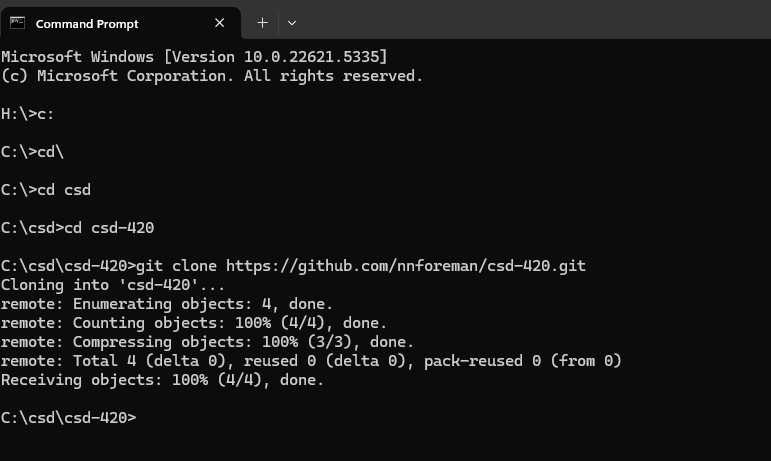 Command Prompt
Microsoft Windows [Version 10.0.22621.5335]
(c) Microsoft Corporation. All rights reserved.
H:\>c:
C:\>cd\
C:\>cd csd
C:\csd>cd csd-420
C:\csd\csd-420>git clone https://github.com/nnforeman/csd-420.git
Cloning into 'csd-420'...
remote: Enumerating objects: 4, done.
remote: Counting objects: 100% (4/4), done.
remote: Compressing objects: 100% (3/3), done.
remote: Total 4 (delta 0), reused 0 (delta 0), pack-reused 0 (from 0)
Receiving objects: 100% (4/4), done.
C:\csd\csd-420>